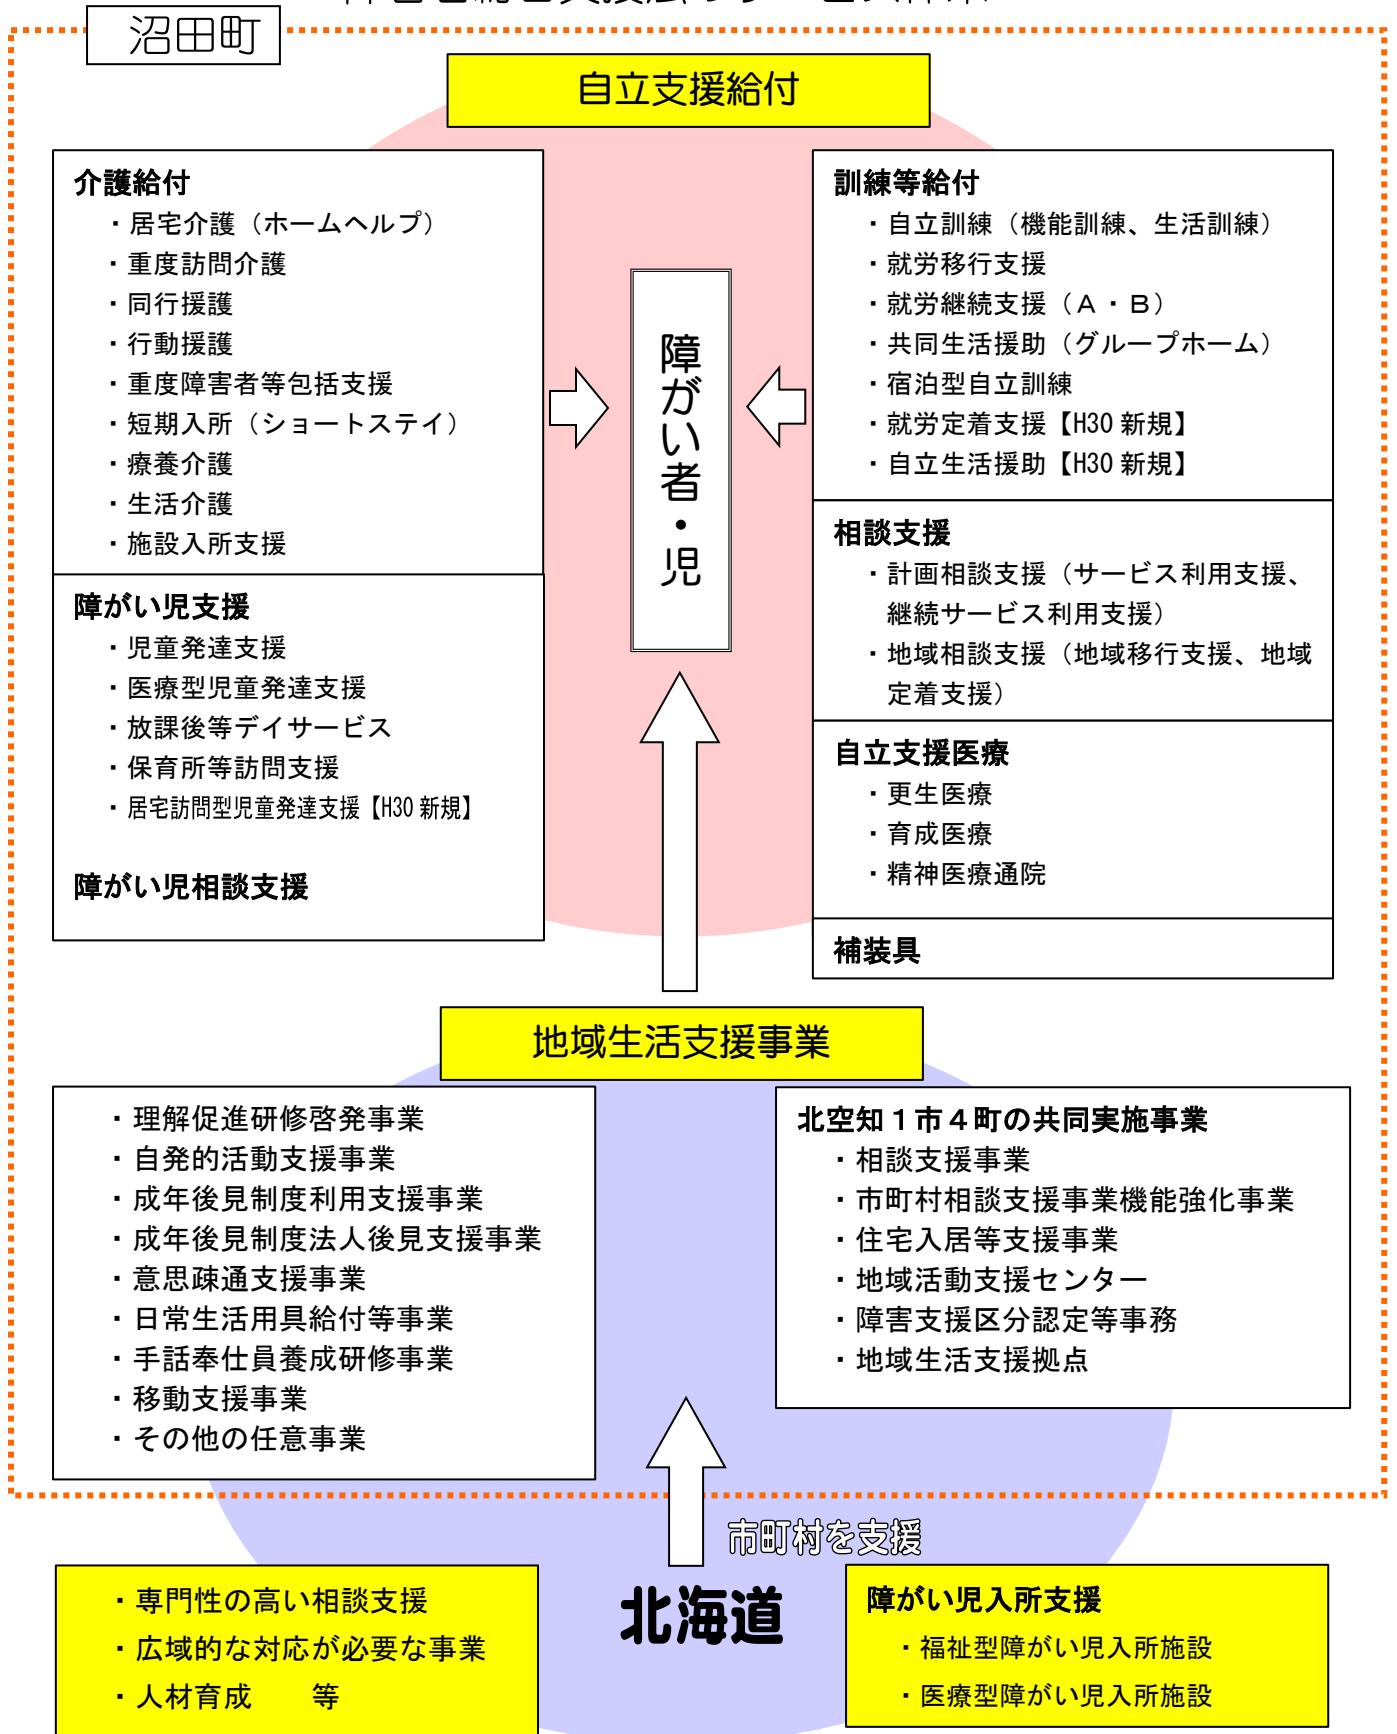 沼田町
自立支援給付
介護給付
・居宅介護（ホームヘルプ）
・重度訪問介護
・同行援護
・行動援護
・重度障害者等包括支援
・短期入所（ショートステイ）
・療養介護
・生活介護
・施設入所支援
障がい児支援
・児童発達支援
・医療型児童発達支援
・放課後等デイサービス
・保育所等訪問支援
・居宅訪問型児童発達支援【H30 新規】
障がい児相談支援
障がい者・児
訓練等給付
・自立訓練（機能訓練、生活訓練）
・就労移行支援
・就労継続支援（Ａ・Ｂ）
・共同生活援助（グループホーム）
・宿泊型自立訓練
・就労定着支援【H30 新規】
・自立生活援助【H30 新規】
相談支援
・計画相談支援（サービス利用支援、
継続サービス利用支援）
・地域相談支援（地域移行支援、地域
定着支援）
自立支援医療
・更生医療
・育成医療
・精神医療通院
補装具
地域生活支援事業
・理解促進研修啓発事業
・自発的活動支援事業
・成年後見制度利用支援事業
・成年後見制度法人後見支援事業
・意思疎通支援事業
・日常生活用具給付等事業
・手話奉仕員養成研修事業
・移動支援事業
・その他の任意事業
北空知１市４町の共同実施事業
・相談支援事業
・市町村相談支援事業機能強化事業
・住宅入居等支援事業
・地域活動支援センター
・障害支援区分認定等事務
・地域生活支援拠点
市町村を支援
北海道
・専門性の高い相談支援
・広域的な対応が必要な事業
・人材育成　　等
障がい児入所支援
・福祉型障がい児入所施設
・医療型障がい児入所施設